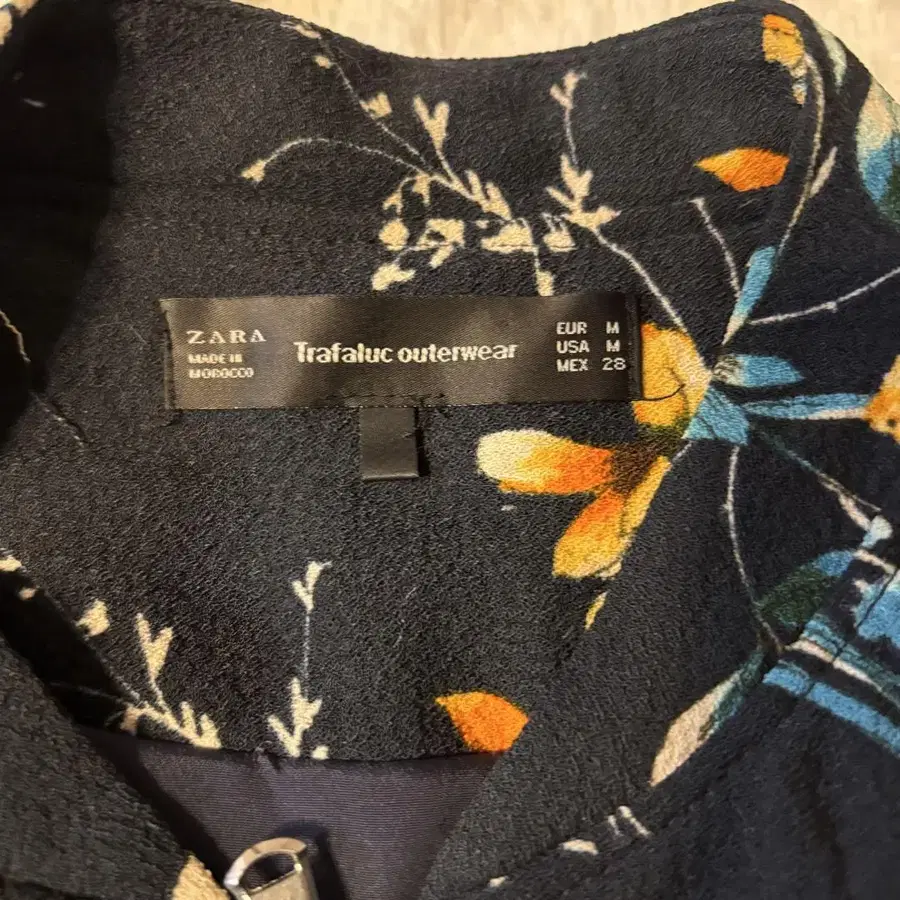 ZARA
MADE IN
MOROCCO
Trafaluc outerwear
EUR M
USA M
MEX 28